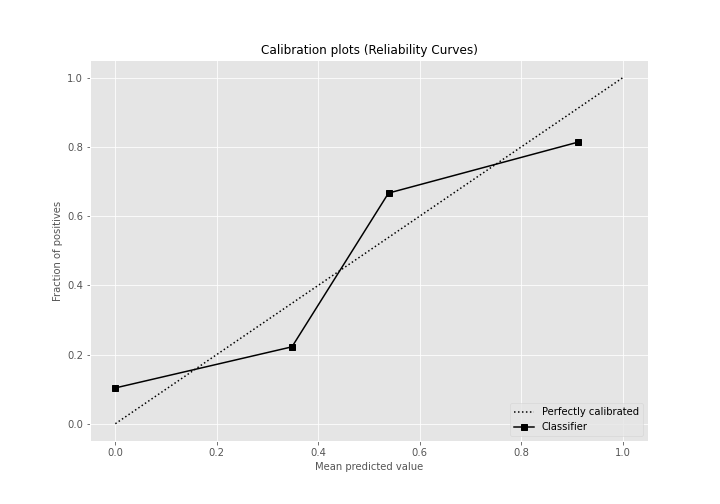 Calibration plots (Reliability Curves)
1.0
0.8
0.6
0.4
0.2
0.0
Fraction of positives
0.0 0.2 0.4 0.6 0.8 1.0
Mean predicted value
Perfectly calibrated
Classifier